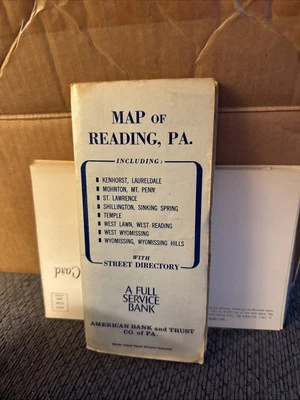 MAP OF
READING, PA.
INCLUDING:
KENHORST, LAURELDALE
MOHNTON, MT. PENN
ST. LAWRENCE
SHILLINGTON, SINKING SPRING
TEMPLE
WEST LAWN, WEST READING
WEST WYOMISSING
WYOMISSING, WYOMISSING HILLS
WITH
STREET DIRECTORY
A FULL
SERVICE
BANK
AMERICAN BANK AND TRUST
CO. of PA.
Card